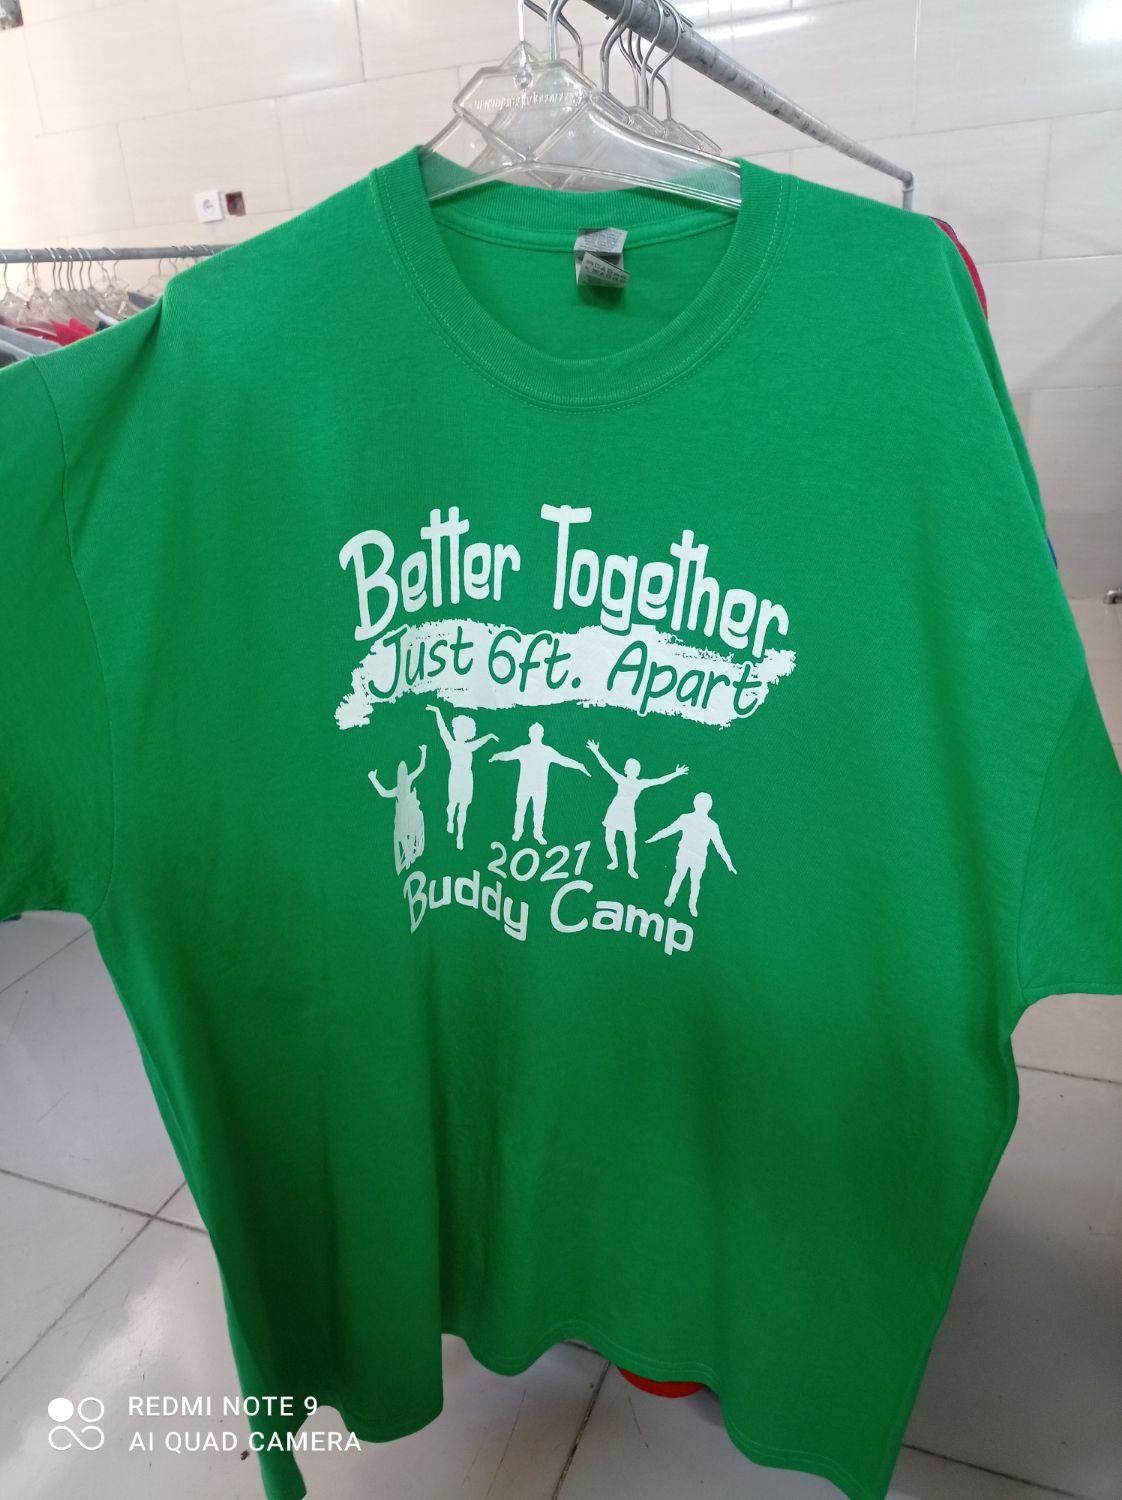 Better Together
Just 6ft. Apart
2021
Buddy Camp
REDMI NOTE 9
AI QUAD CAMERA